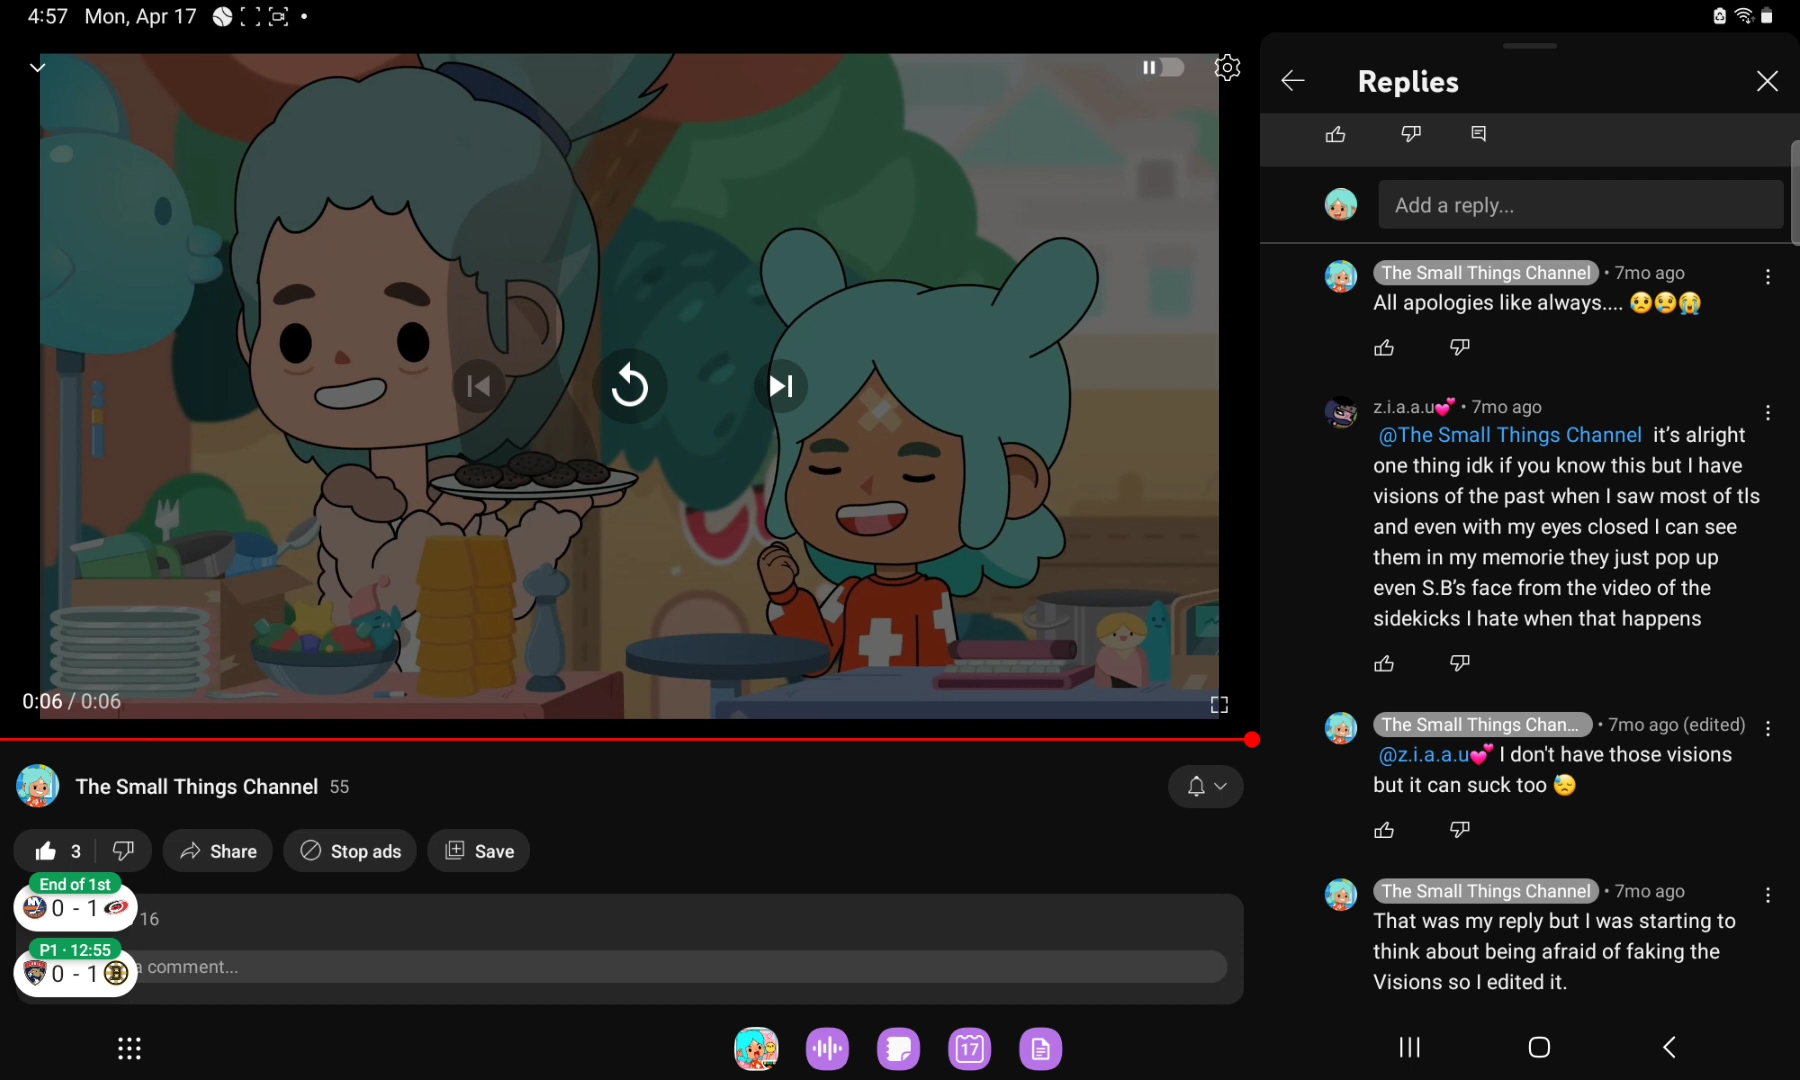 4:57 Mon, Apr 17
Replies
Add a reply...
The Small Things Channel • 7mo ago
All apologies like always.... 😥😢😭
z.i.a.a.u💕 • 7mo ago
@The Small Things Channel it’s alright
one thing idk if you know this but I have
visions of the past when I saw most of tls
and even with my eyes closed I can see
them in my memorie they just pop up
even S.B’s face from the video of the
sidekicks I hate when that happens
The Small Things Chan... • 7mo ago (edited)
@z.i.a.a.u💕 I don't have those visions
but it can suck too 😓
The Small Things Channel • 7mo ago
That was my reply but I was starting to
think about being afraid of faking the
Visions so I edited it.
0:06 / 0:06
The Small Things Channel 55
3 Share Stop ads Save
End of 1st
0 - 1
16
P1 · 12:55
0 - 1
a comment...
17